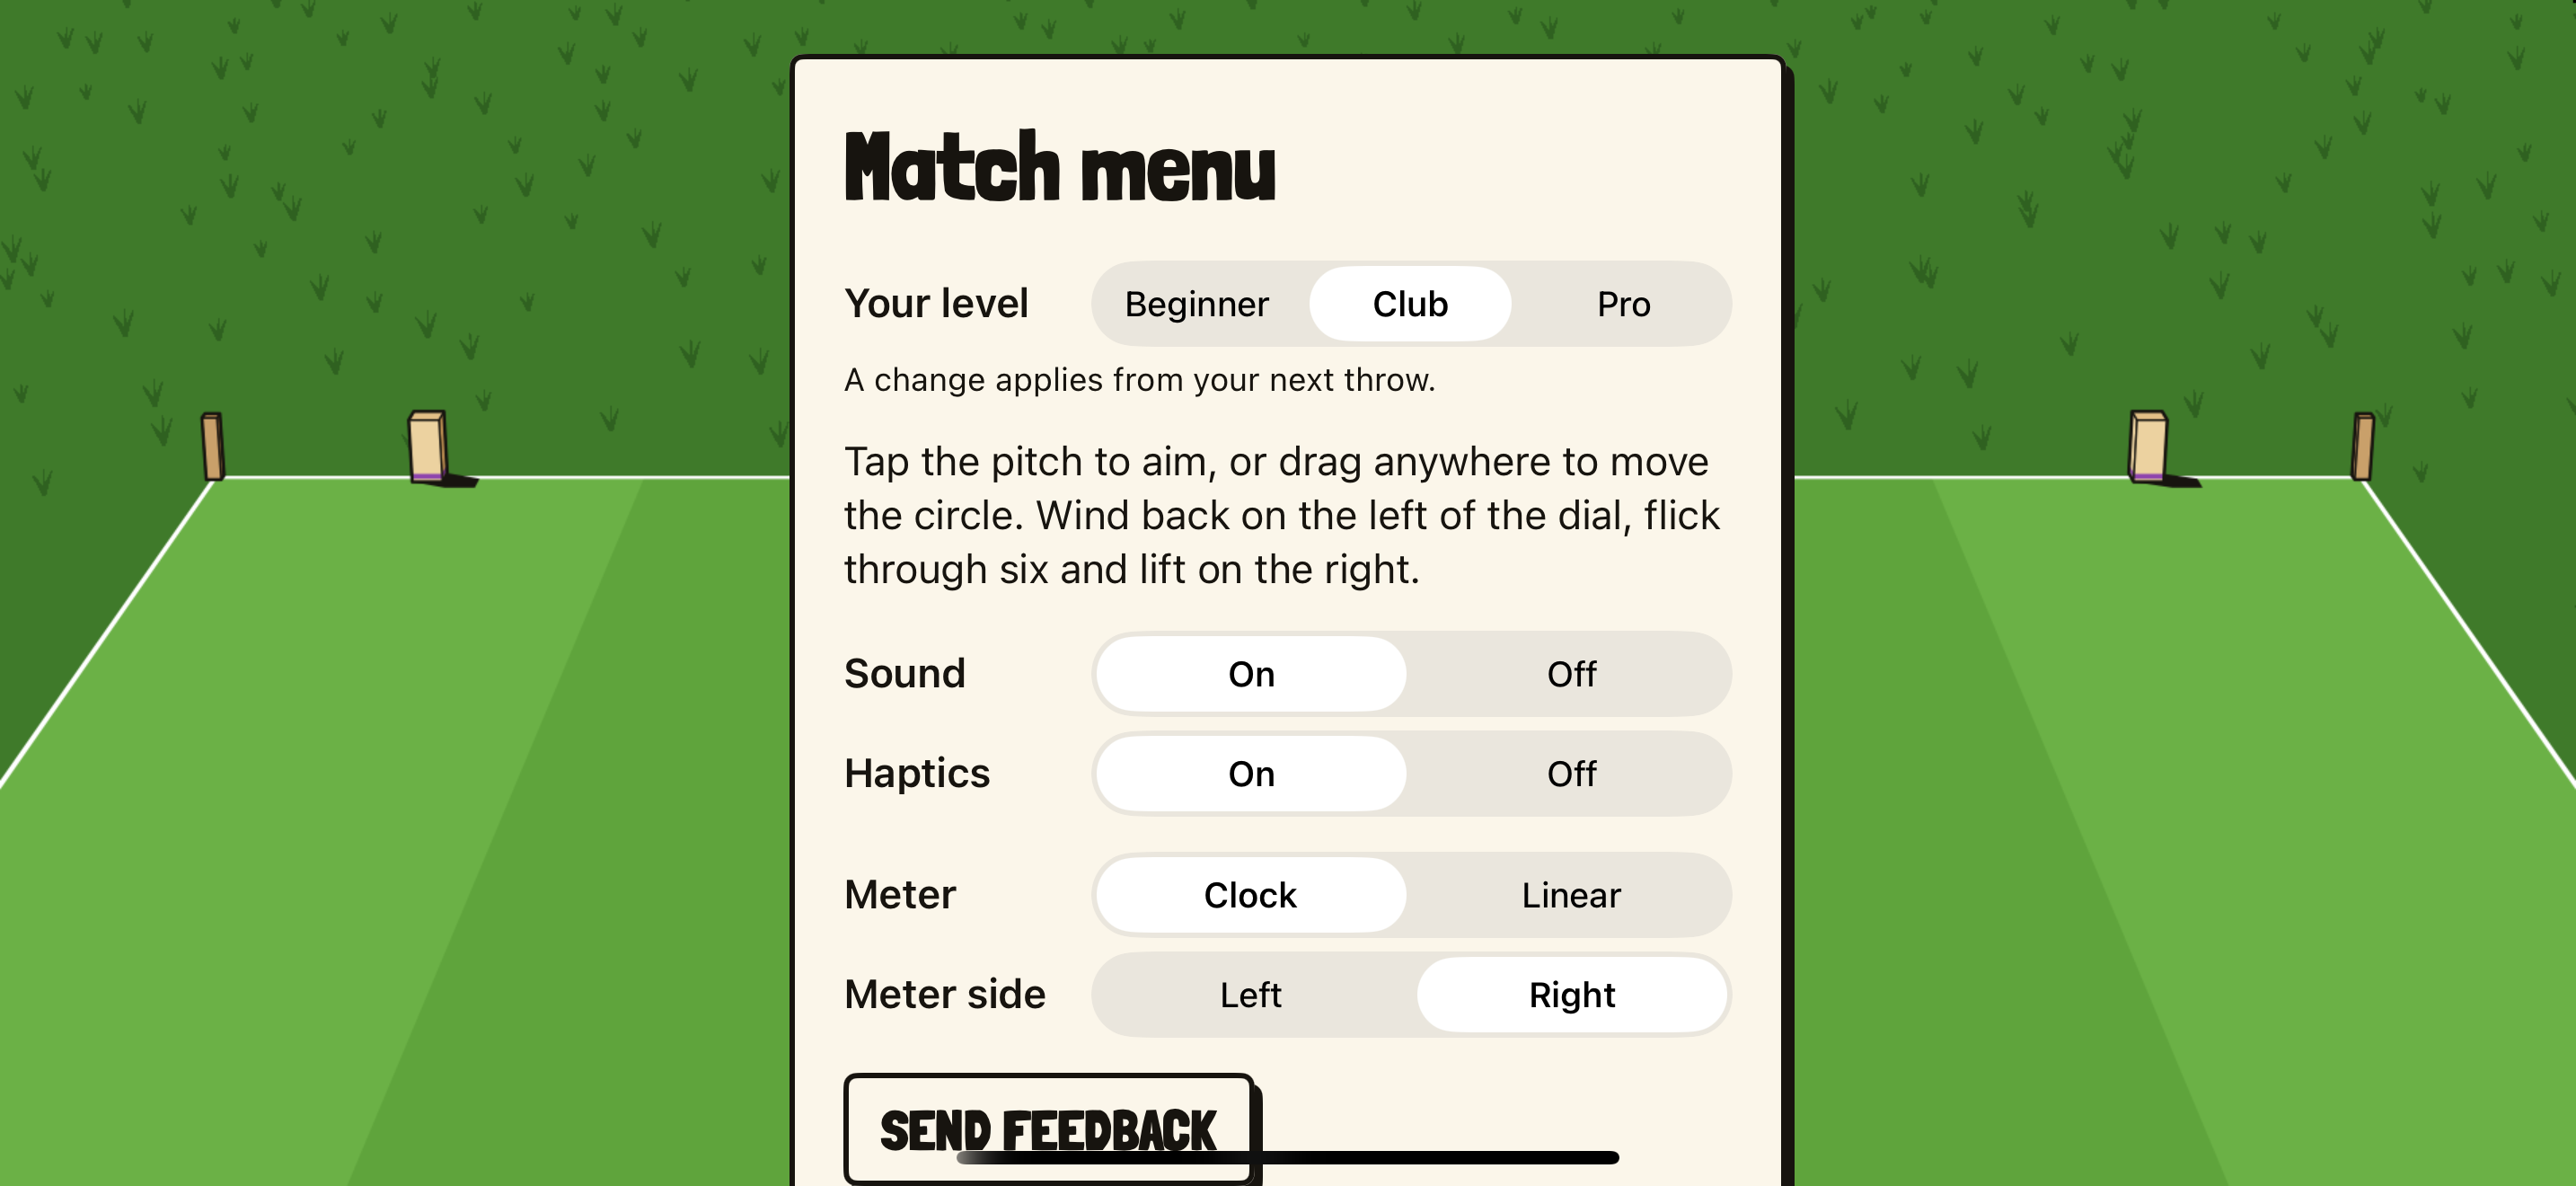 Match menu
Your level Beginner Club Pro
A change applies from your next throw.
Tap the pitch to aim, or drag anywhere to move
the circle. Wind back on the left of the dial, flick
through six and lift on the right.
Sound On Off
Haptics On Off
Meter Clock Linear
Meter side Left Right
SEND FEEDBACK